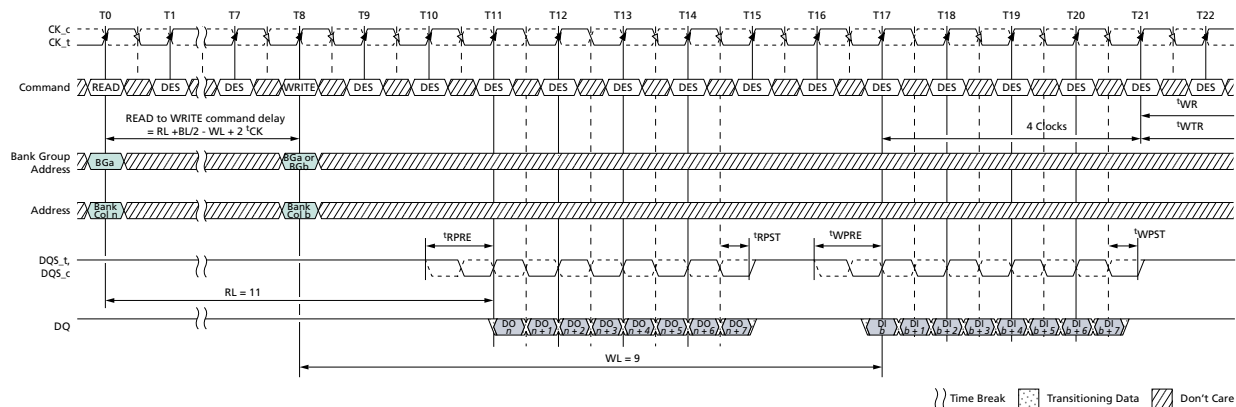 T0 T1 T7 T8 T9 T10 T11 T12 T13 T14 T15 T16 T17 T18 T19 T20 T21 T22
CK_c
CK_t
Command READ DES DES WRITE DES DES DES DES DES DES DES DES DES DES DES DES DES DES
READ to WRITE command delay
= RL +BL/2 - WL + 2 tCK
tWR
4 Clocks
tWTR
Bank Group
Address
BGa
BGa or
BGb
Address
Bank
Col n
Bank
Col b
tRPRE tRPST tWPRE tWPST
DQS_t,
DQS_c
RL = 11
DQ
DO n DO n + 1 DO n + 2 DO n + 3 DO n + 4 DO n + 5 DO n + 6 DO n + 7 DI b DI b + 1 DI b + 2 DI b + 3 DI b + 4 DI b + 5 DI b + 6 DI b + 7
WL = 9
Time Break Transitioning Data Don't Care